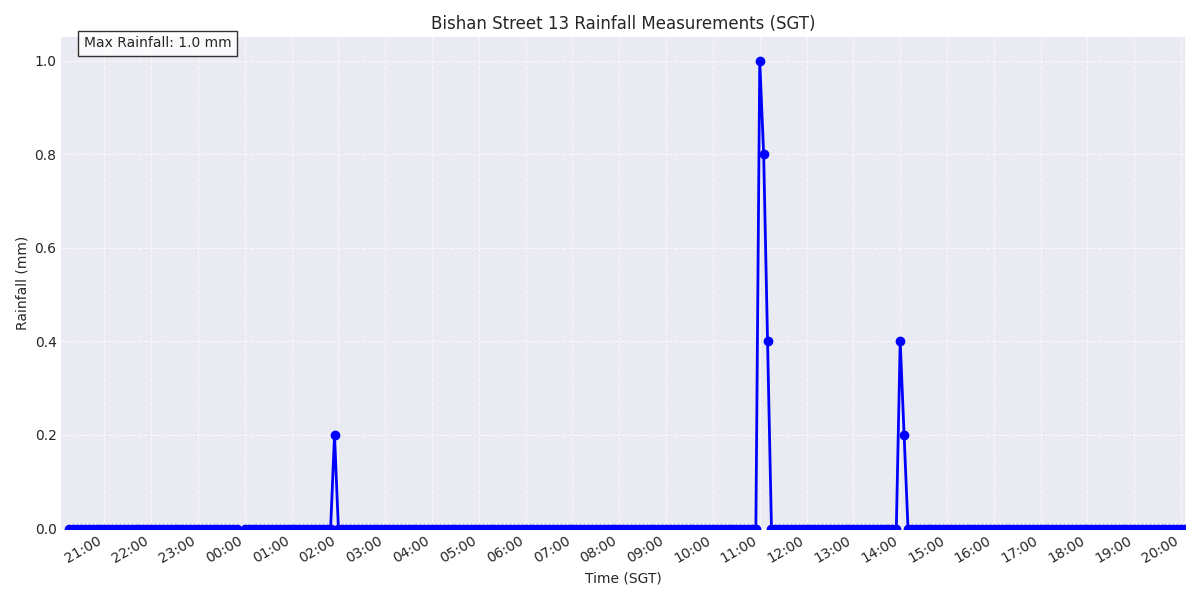 Bishan Street 13 Rainfall Measurements (SGT)
Max Rainfall: 1.0 mm
Rainfall (mm)
1.0
0.8
0.6
0.4
0.2
0.0
21:00 22:00 23:00 00:00 01:00 02:00 03:00 04:00 05:00 06:00 07:00 08:00 09:00 10:00 11:00 12:00 13:00 14:00 15:00 16:00 17:00 18:00 19:00 20:00
Time (SGT)